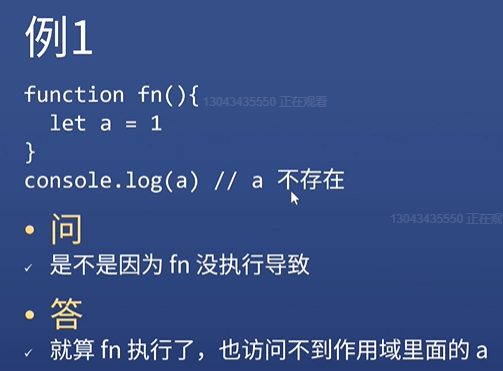 例1
function fn(){
13043435550 正在观看
let a = 1
}
console.log(a) // a 不存在
13043435550 正在观
• 问
✓ 是不是因为 fn 没执行导致
• 答
✓ 就算 fn 执行了，也访问不到作用域里面的 a